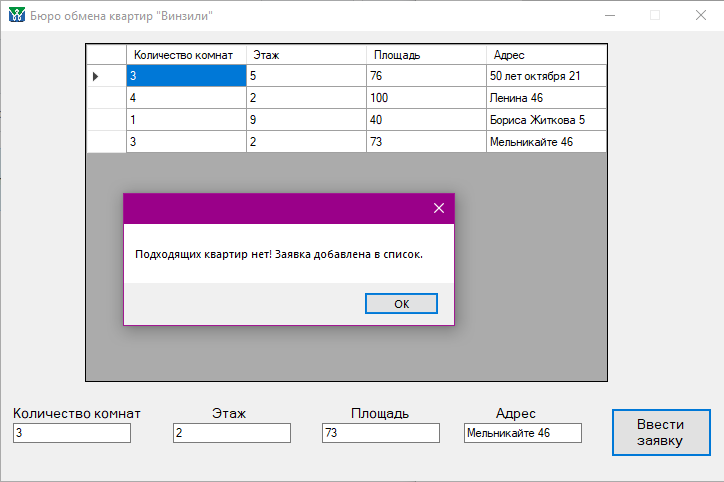 Бюро обмена квартир "Винзили"
Количество комнат Этаж Площадь Адрес
3 5 76 50 лет октября 21
4 2 100 Ленина 46
1 9 40 Бориса Житкова 5
3 2 73 Мельникайте 46
Подходящих квартир нет! Заявка добавлена в список.
OK
Количество комнат Этаж Площадь Адрес
3 2 73 Мельникайте 46
Ввести
заявку